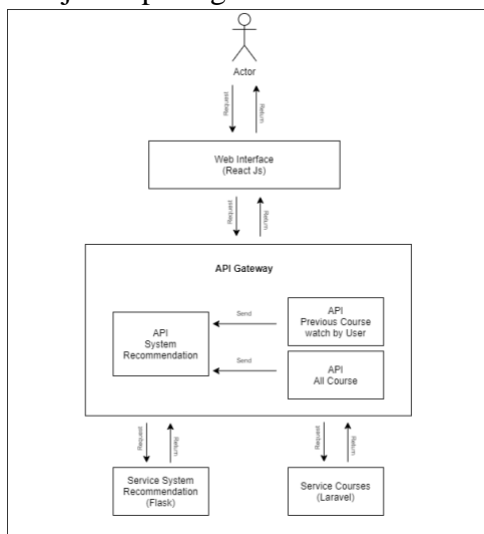 Actor
Request
Return
Web Interface
(React Js)
Request
Return
API Gateway
API
System
Recommendation
Send
API
Previous Course
watch by User
Send
API
All Course
Request
Return
Request
Return
Service System
Recommendation
(Flask)
Service Courses
(Laravel)